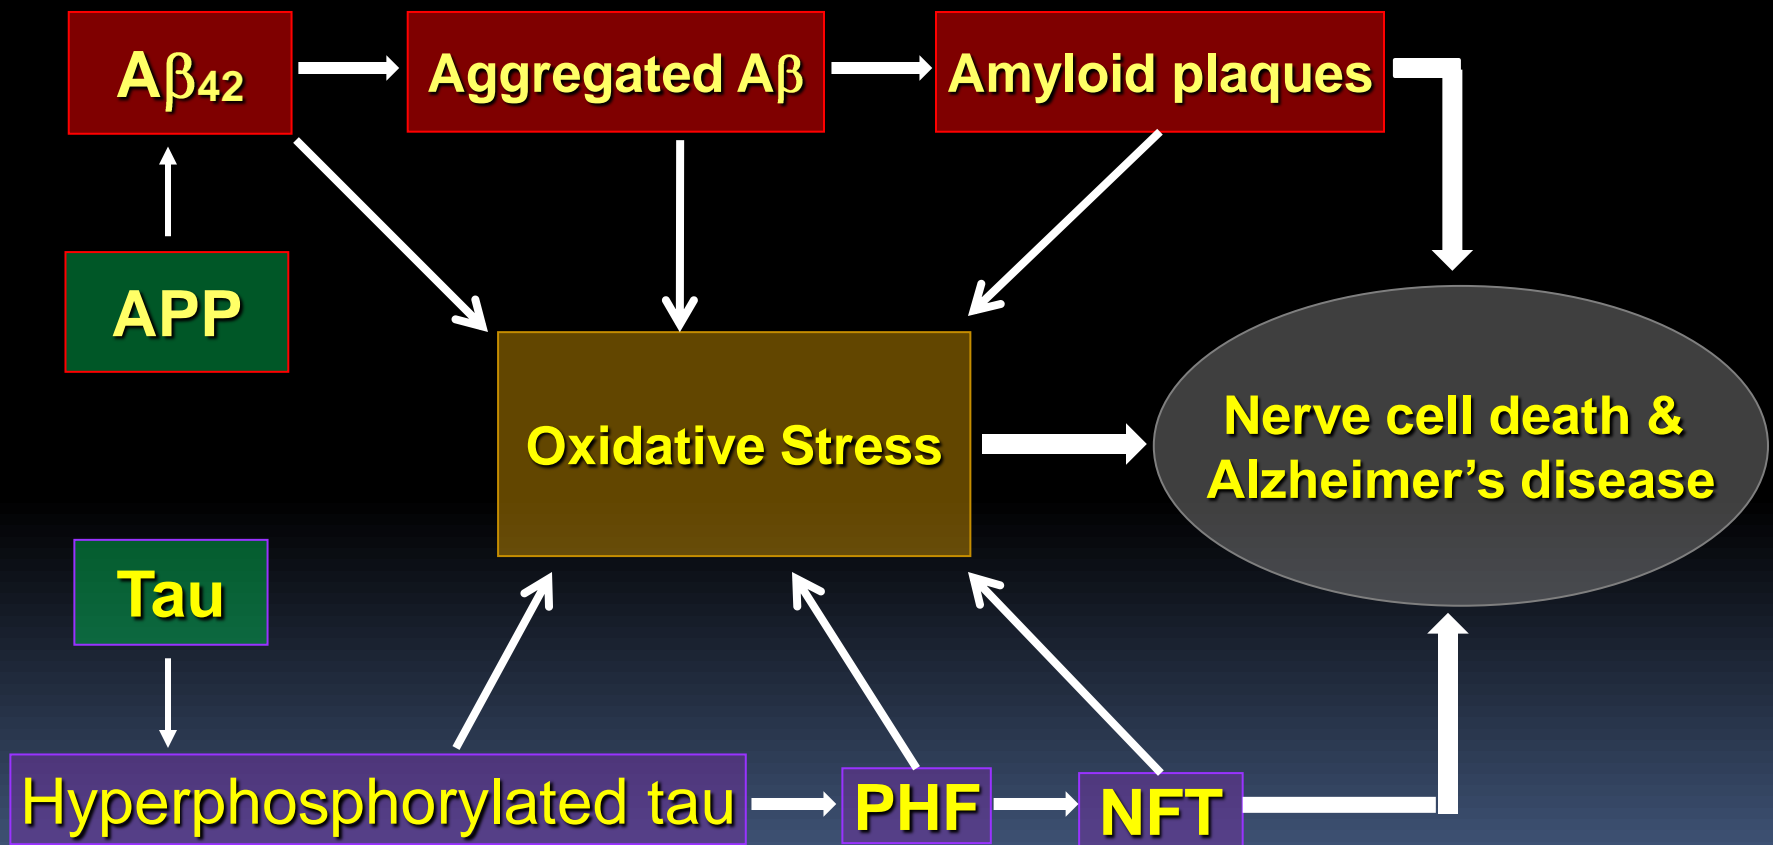 Aβ₄₂
Aggregated Aβ
Amyloid plaques
APP
Oxidative Stress
Nerve cell death &
Alzheimer’s disease
Tau
Hyperphosphorylated tau
PHF
NFT